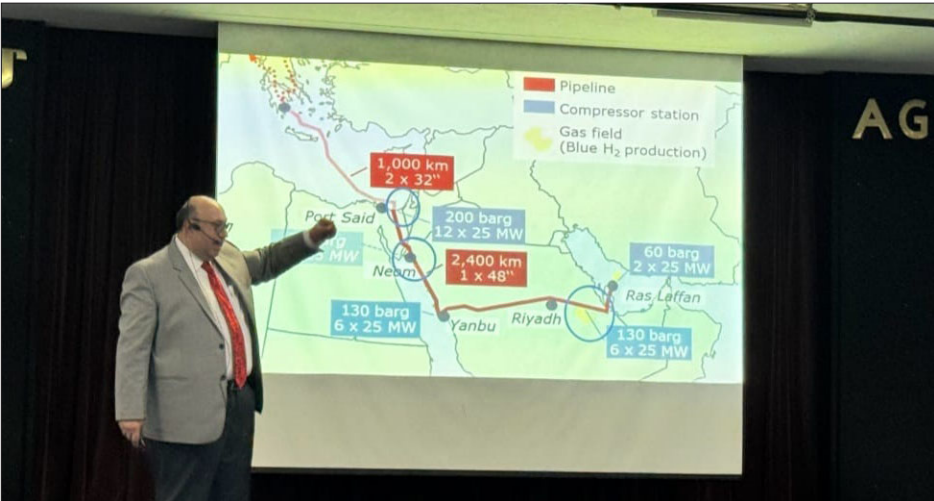 Pipeline
Compressor station
Gas field
(Blue H₂ production)
1,000 km
2 x 32"
Port Said
200 barg
12 x 25 MW
MW
Neom
2,400 km
1 x 48"
60 barg
2 x 25 MW
Ras Laffan
130 barg
6 x 25 MW
Yanbu
Riyadh
130 barg
6 x 25 MW
AG